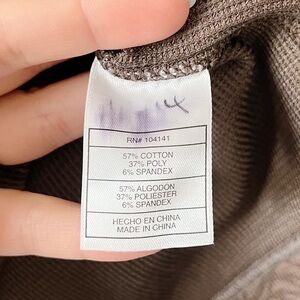 4
RN# 104141
57% COTTON
37% POLY
6% SPANDEX
57% ALGODON
37% POLIESTER
6% SPANDEX
HECHO EN CHINA
MADE IN CHINA